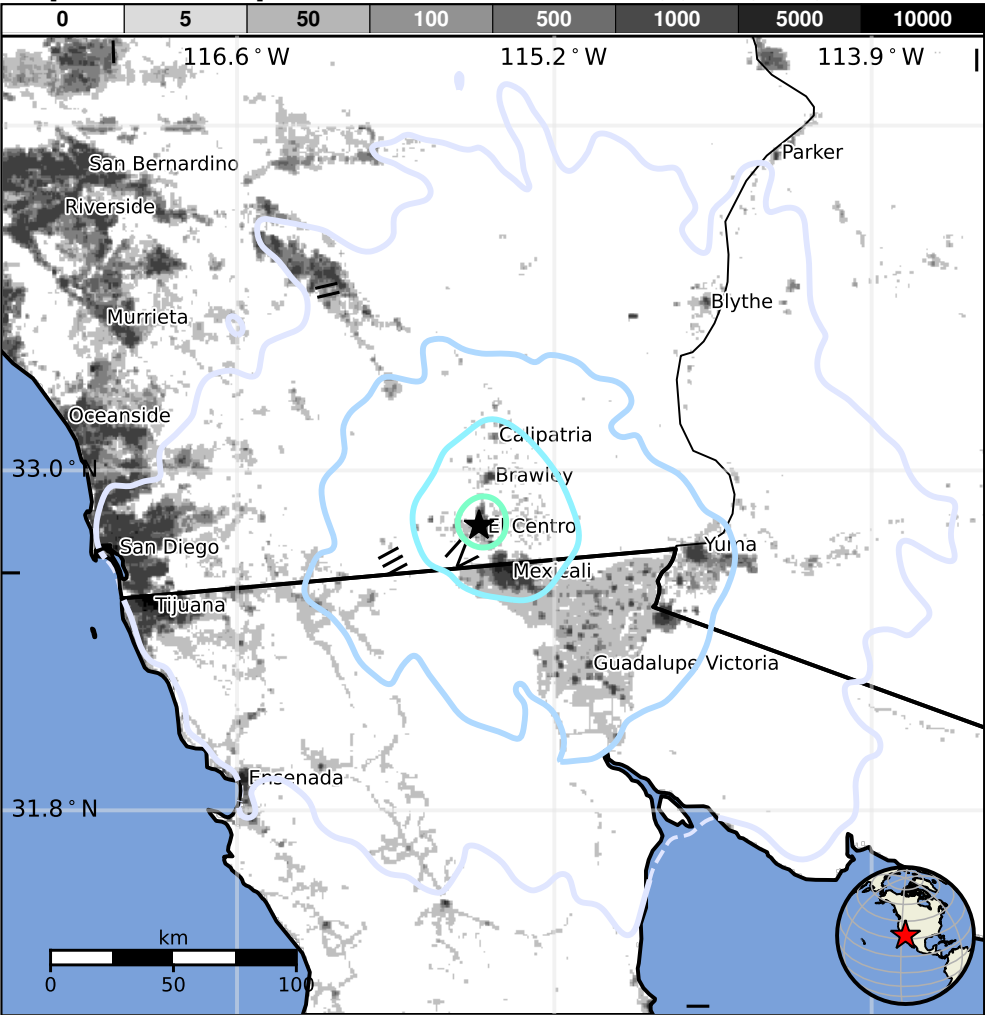 0 5 50 100 500 1000 5000 10000
116.6°W 115.2°W 113.9°W
Parker
San Bernardino
Riverside
Blythe
Murrieta
Oceanside
Calipatria
33.0°N
Brawley
El Centro
Yuma
San Diego
Mexicali
Tijuana
Guadalupe Victoria
Ensenada
31.8°N
km
0 50 100